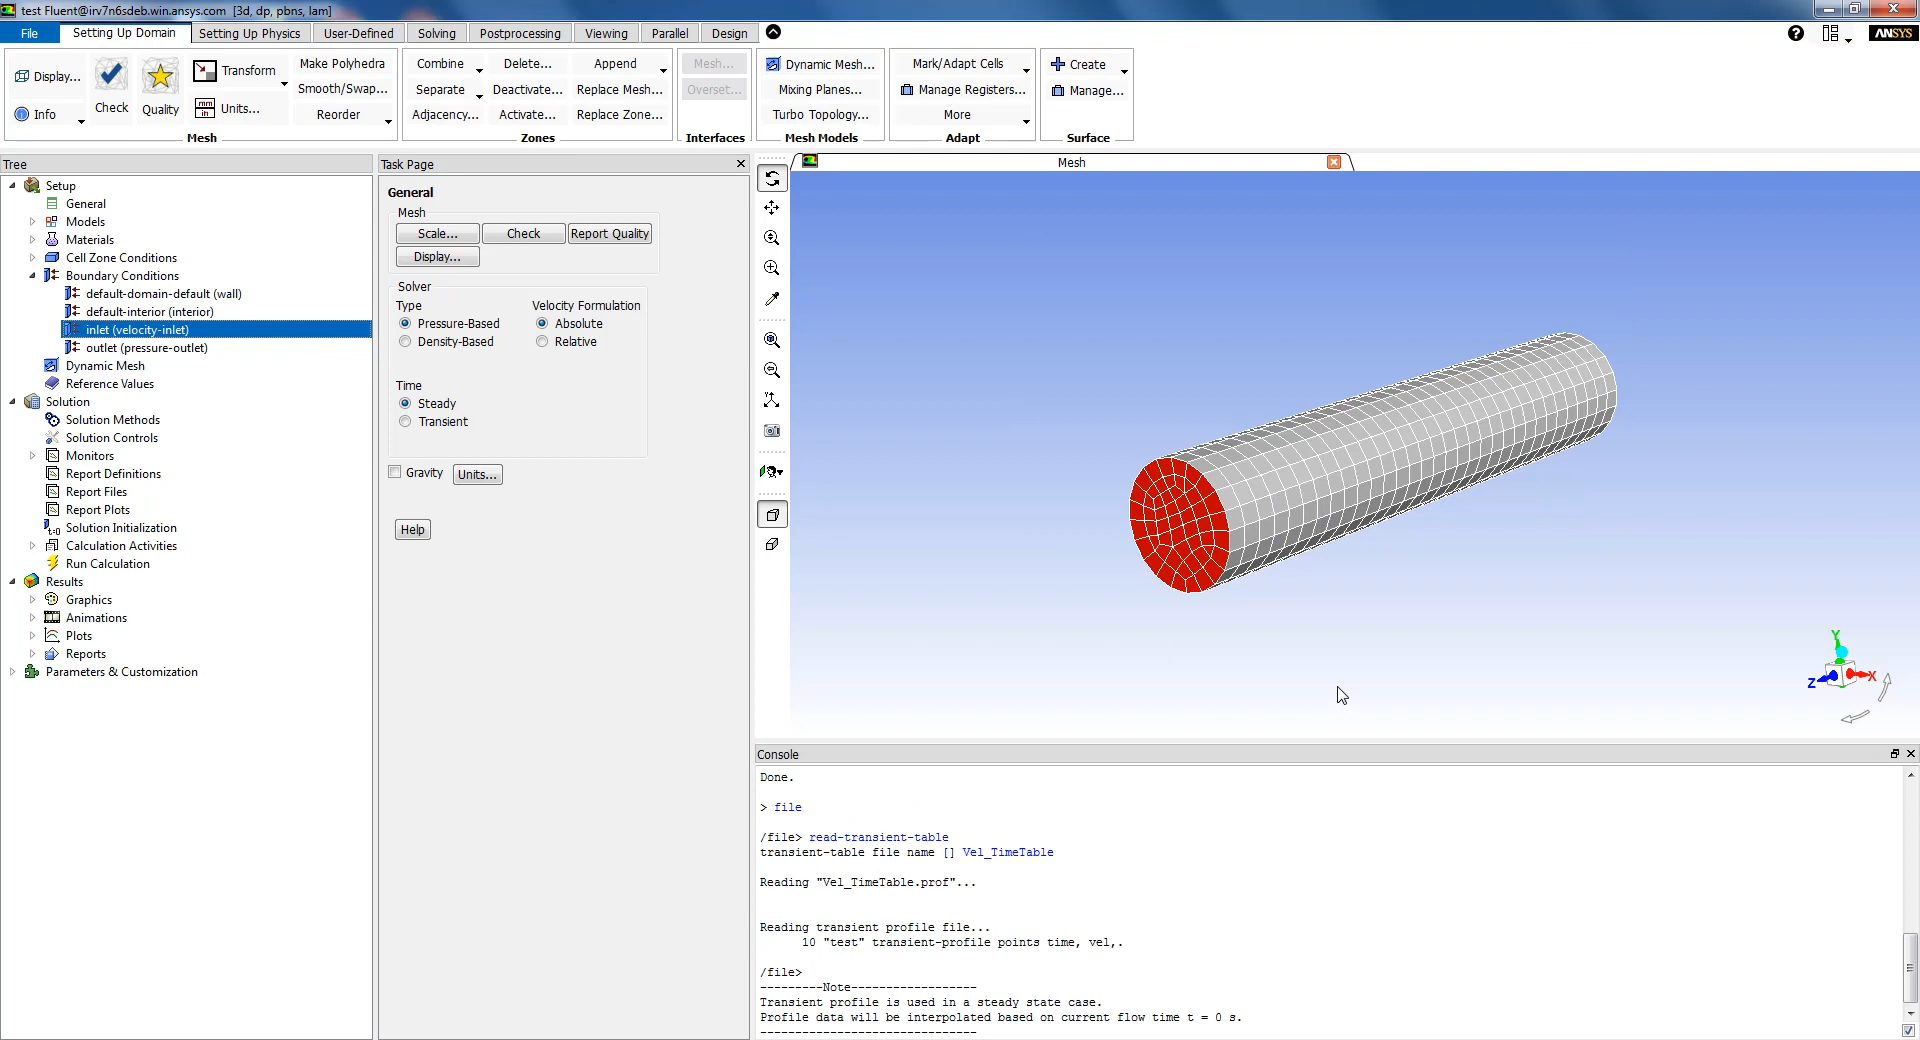 test Fluent@irv7n6sdeb.win.ansys.com [3d, dp, pbns, lam]
File
Setting Up Domain
Setting Up Physics
User-Defined
Solving
Postprocessing
Viewing
Parallel
Design
ANSYS
Display...
Info
Check
Quality
Transform
Units...
Make Polyhedra
Smooth/Swap...
Reorder
Mesh
Combine
Separate
Adjacency...
Delete...
Deactivate...
Activate...
Append
Replace Mesh...
Replace Zone...
Zones
Mesh...
Overset...
Interfaces
Dynamic Mesh...
Mixing Planes...
Turbo Topology...
Mesh Models
Mark/Adapt Cells
Manage Registers...
More
Adapt
Create
Manage...
Surface
Tree
Setup
General
Models
Materials
Cell Zone Conditions
Boundary Conditions
default-domain-default (wall)
default-interior (interior)
inlet (velocity-inlet)
outlet (pressure-outlet)
Dynamic Mesh
Reference Values
Solution
Solution Methods
Solution Controls
Monitors
Report Definitions
Report Files
Report Plots
Solution Initialization
Calculation Activities
Run Calculation
Results
Graphics
Animations
Plots
Reports
Parameters & Customization
Task Page
General
Mesh
Scale...
Check
Report Quality
Display...
Solver
Type
Velocity Formulation
Pressure-Based
Absolute
Density-Based
Relative
Time
Steady
Transient
Gravity
Units...
Help
Mesh
Y
Z
X
Console
Done.
> file
/file> read-transient-table
transient-table file name [] Vel_TimeTable
Reading "Vel_TimeTable.prof"...
Reading transient profile file...
10 "test" transient-profile points time, vel,.
/file>
---------Note------------------
Transient profile is used in a steady state case.
Profile data will be interpolated based on current flow time t = 0 s.
-------------------------------